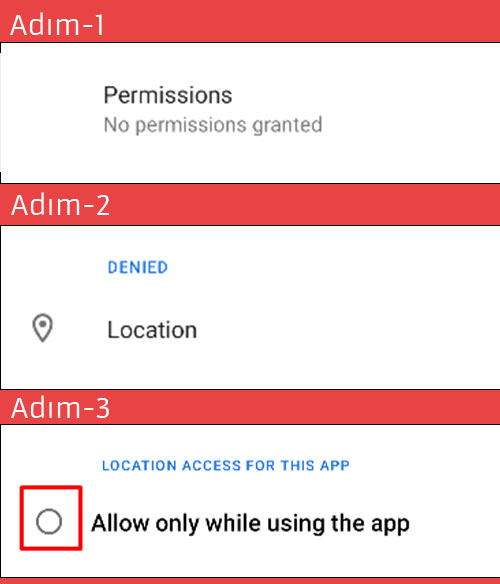 Adım-1
Permissions
No permissions granted
Adım-2
DENIED
Location
Adım-3
LOCATION ACCESS FOR THIS APP
Allow only while using the app